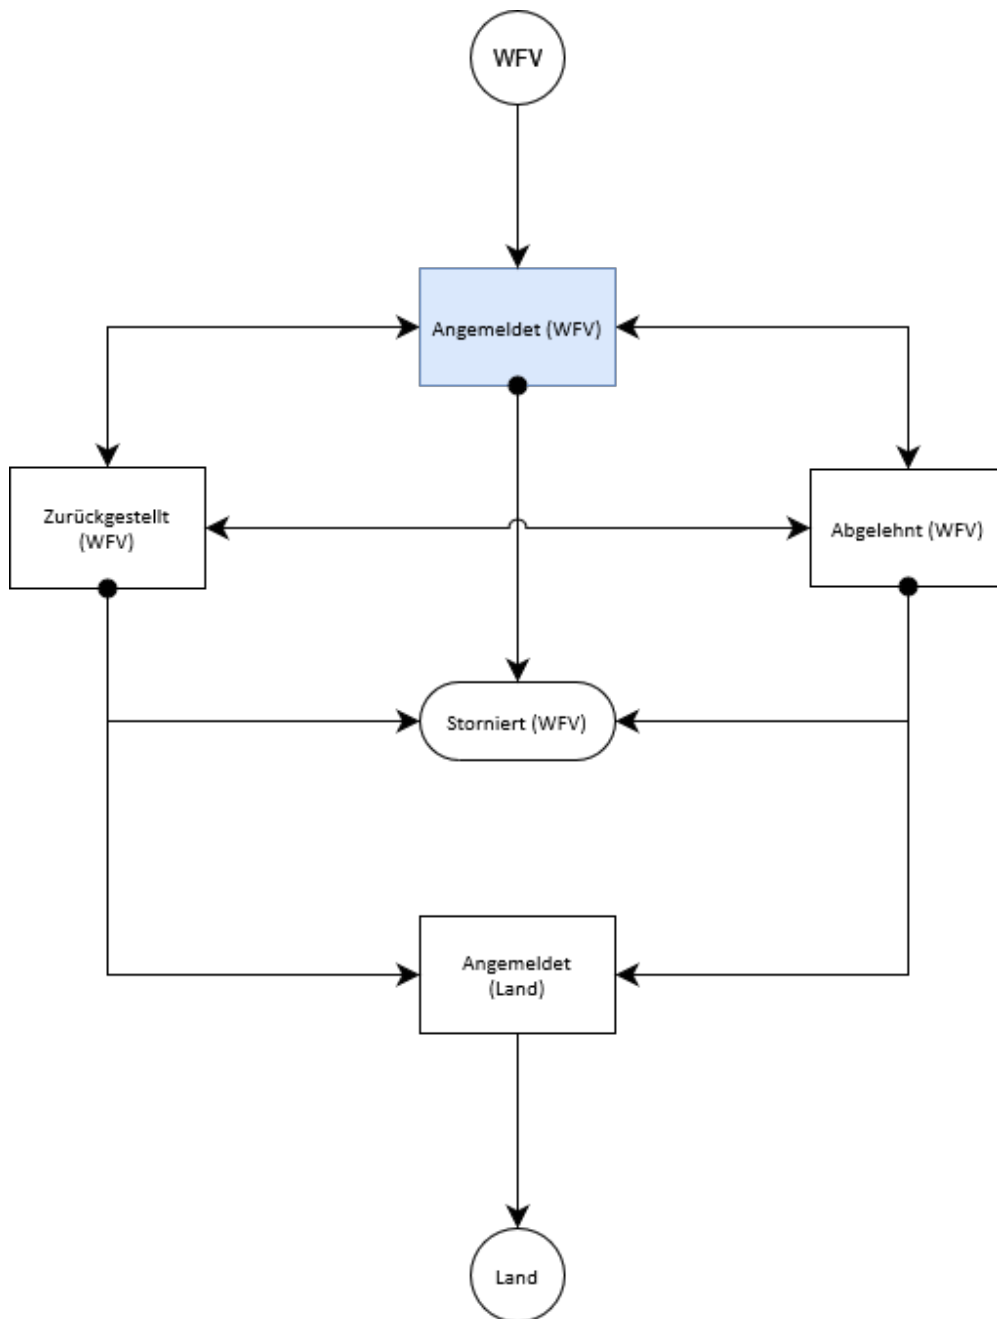 WFV
Angemeldet (WFV)
Zurückgestellt
(WFV)
Abgelehnt (WFV)
Storniert (WFV)
Angemeldet
(Land)
Land